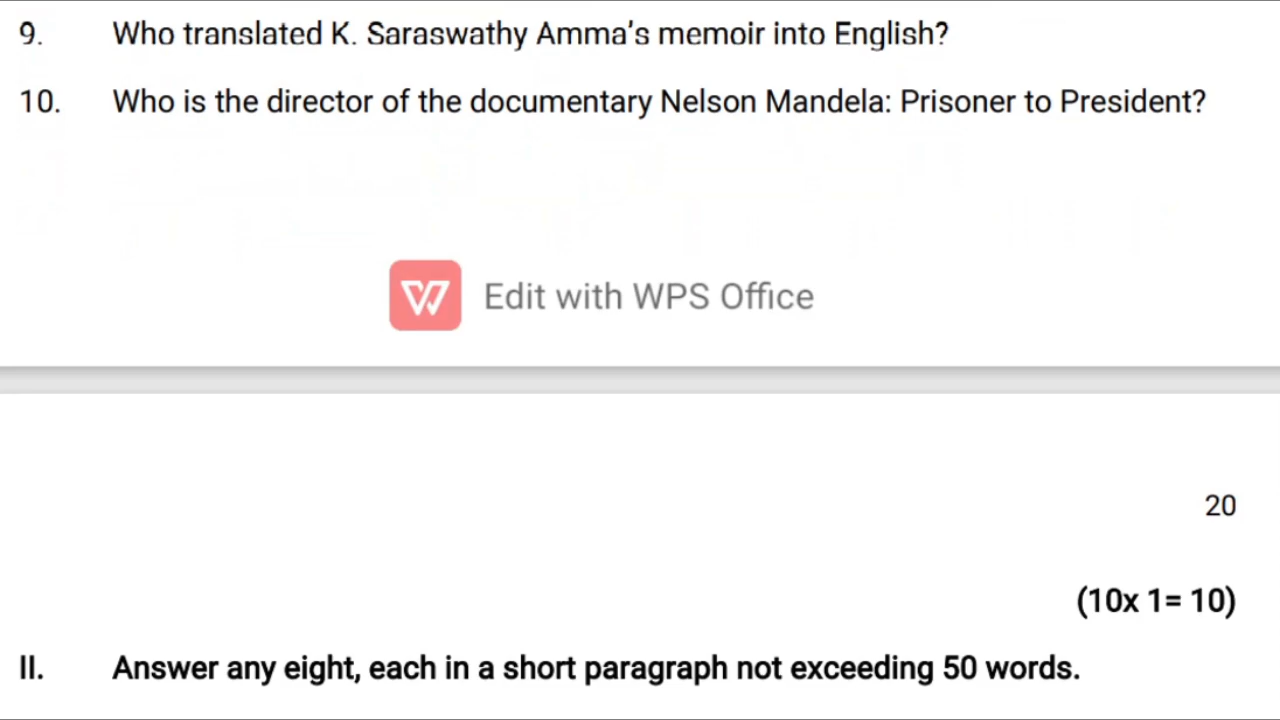 9. Who translated K. Saraswathy Amma's memoir into English?
10. Who is the director of the documentary Nelson Mandela: Prisoner to President?
Edit with WPS Office
20
(10x 1= 10)
II. Answer any eight, each in a short paragraph not exceeding 50 words.